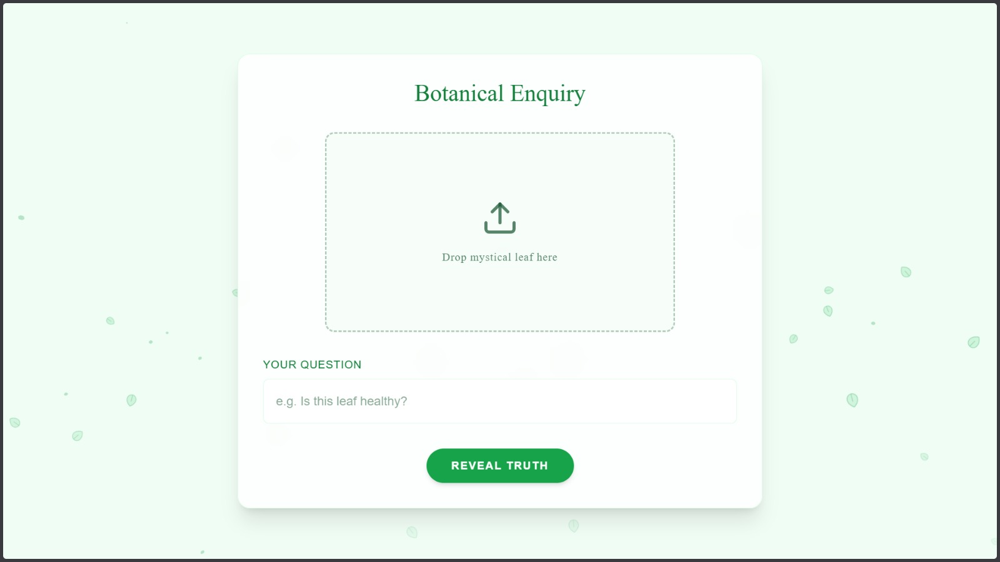 Botanical Enquiry
Drop mystical leaf here
YOUR QUESTION
e.g. Is this leaf healthy?
REVEAL TRUTH